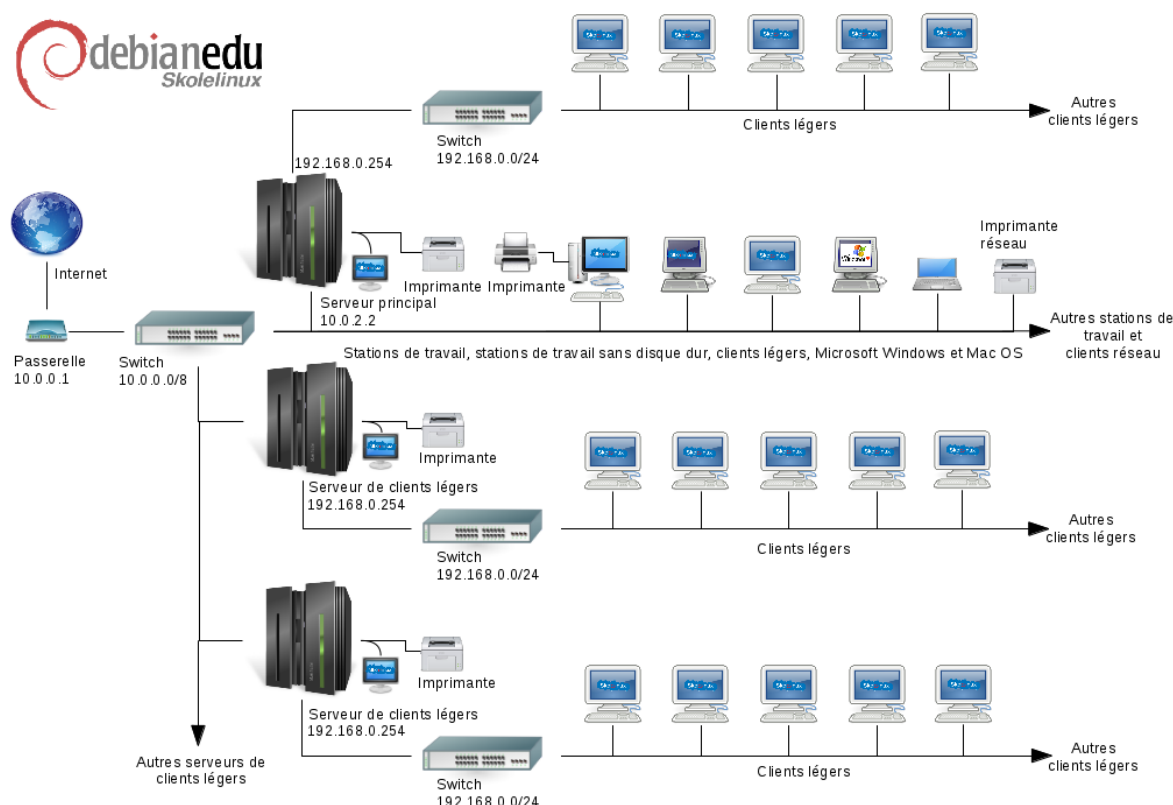 debianedu
Skolelinux
Autres
clients légers
Clients légers
Switch
192.168.0.0/24
192.168.0.254
Internet
Imprimante
Imprimante
Imprimante
réseau
Serveur principal
10.0.2.2
Autres stations de
travail et
clients réseau
Stations de travail, stations de travail sans disque dur, clients légers, Microsoft Windows et Mac OS
Passerelle
10.0.0.1
Switch
10.0.0.0/8
Imprimante
Serveur de clients légers
192.168.0.254
Autres
clients légers
Clients légers
Switch
192.168.0.0/24
Imprimante
Serveur de clients légers
192.168.0.254
Autres serveurs de
clients légers
Autres
clients légers
Clients légers
Switch
192.168.0.0/24